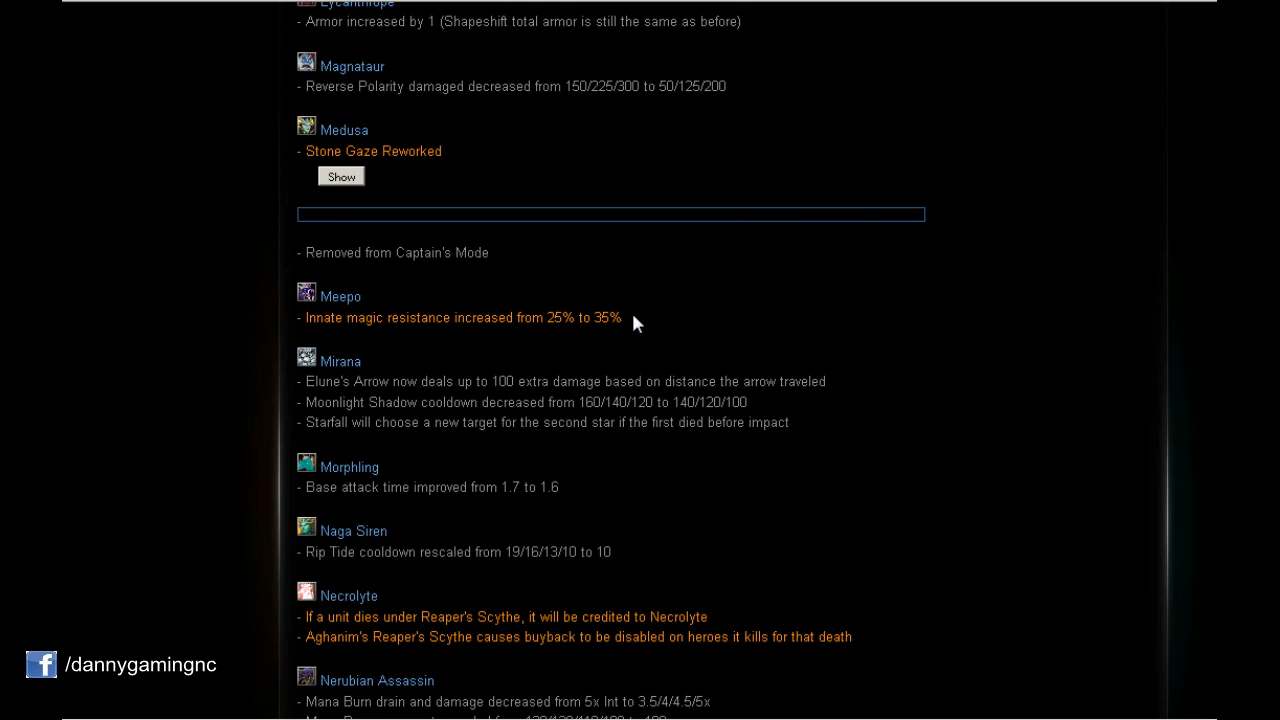 Lycanthrope
- Armor increased by 1 (Shapeshift total armor is still the same as before)
Magnataur
- Reverse Polarity damaged decreased from 150/225/300 to 50/125/200
Medusa
- Stone Gaze Reworked
Show
- Removed from Captain's Mode
Meepo
- Innate magic resistance increased from 25% to 35%
Mirana
- Elune's Arrow now deals up to 100 extra damage based on distance the arrow traveled
- Moonlight Shadow cooldown decreased from 160/140/120 to 140/120/100
- Starfall will choose a new target for the second star if the first died before impact
Morphling
- Base attack time improved from 1.7 to 1.6
Naga Siren
- Rip Tide cooldown rescaled from 19/16/13/10 to 10
Necrolyte
- If a unit dies under Reaper's Scythe, it will be credited to Necrolyte
- Aghanim's Reaper's Scythe causes buyback to be disabled on heroes it kills for that death
f /dannygamingnc
Nerubian Assassin
- Mana Burn drain and damage decreased from 5x Int to 3.5/4/4.5/5x